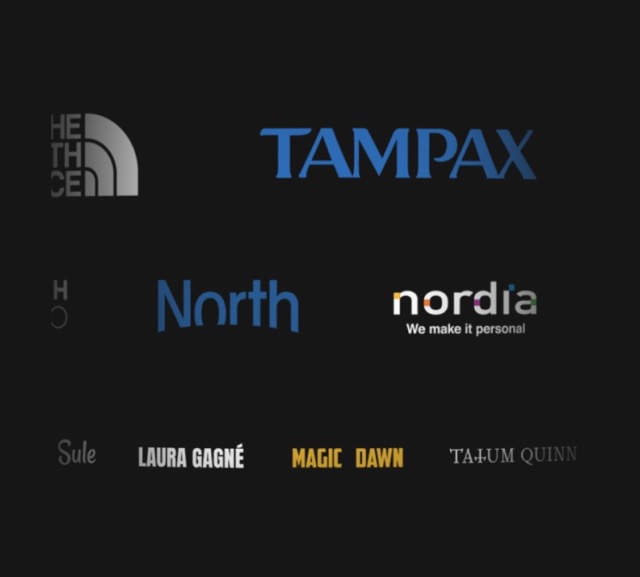 HE
TH
CE
TAMPAX
H
North
nordia
We make it personal
Sule
LAURA GAGNÉ
MAGIC DAWN
TATUM QUINN